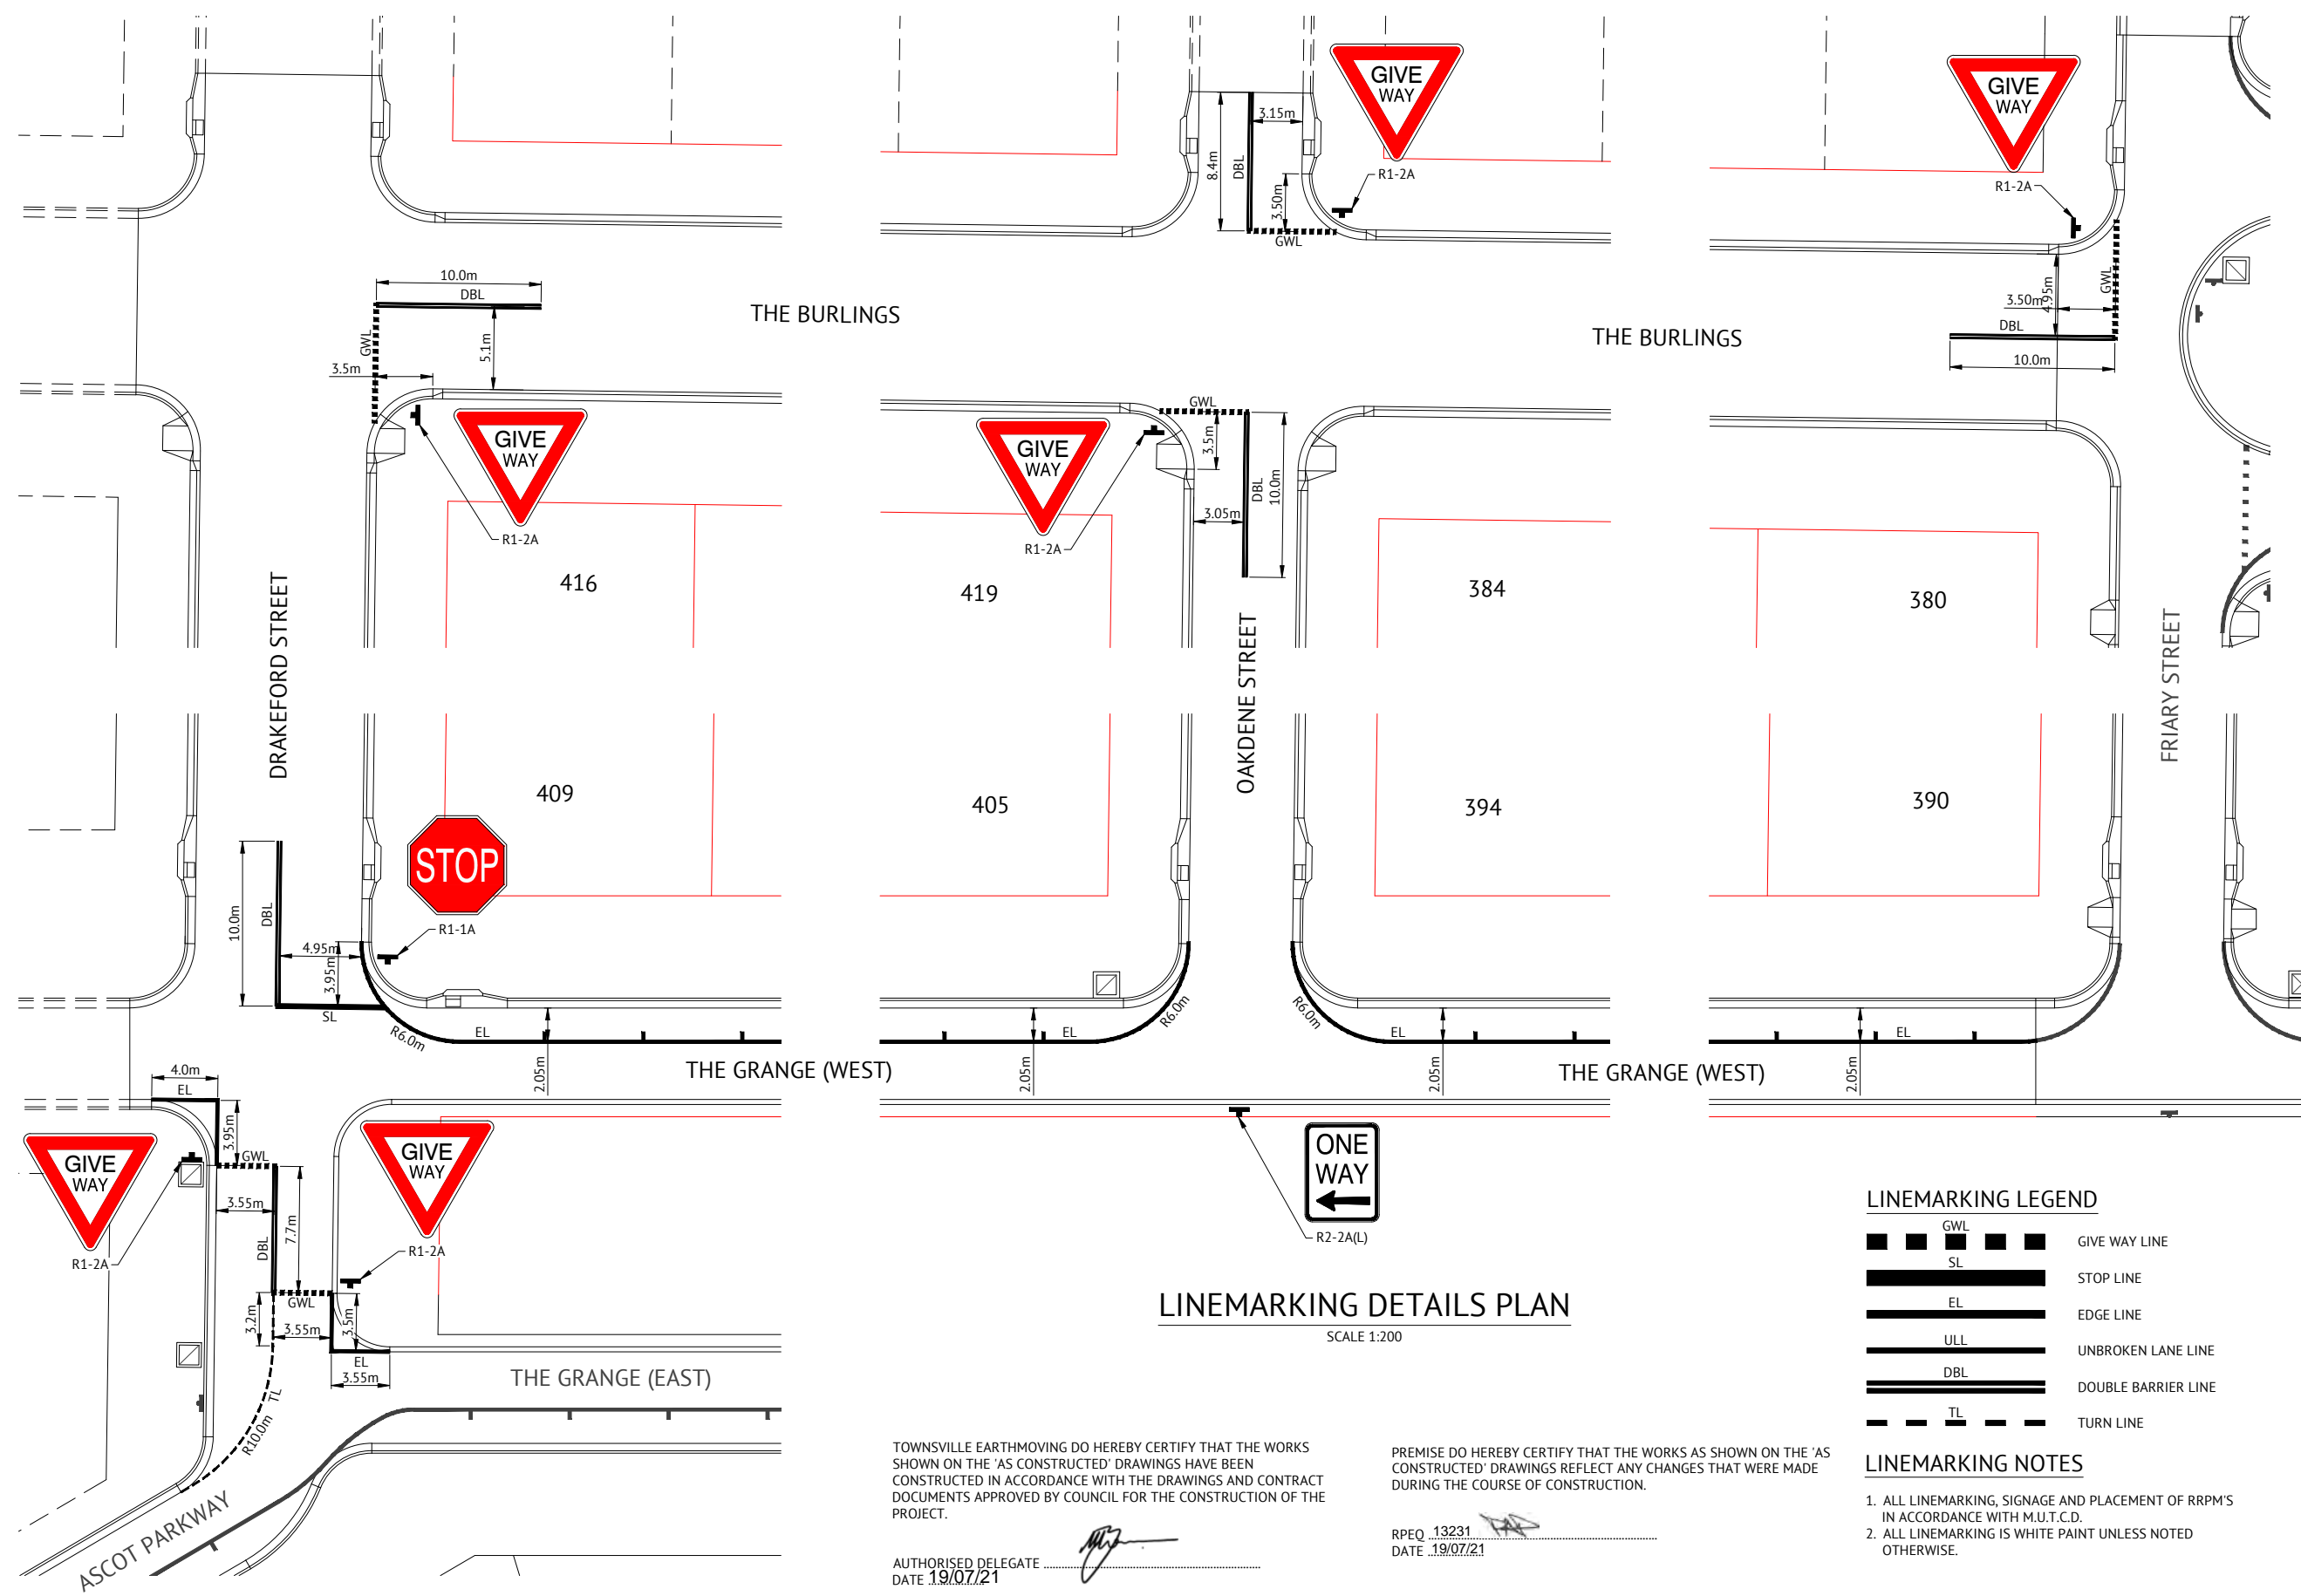 GIVE
WAY
GIVE
WAY
3.15m
8.4m
DBL
R1-2A
R1-2A
3.50m
GWL
10.0m
DBL
THE BURLINGS
GWL
5.1m
3.5m
GWL
4.95m
3.50m
DBL
10.0m
THE BURLINGS
GWL
GIVE
WAY
GIVE
WAY
3.5m
DBL
10.0m
3.05m
R1-2A
R1-2A
416
419
384
380
DRAKEFORD STREET
OAKDENE STREET
FRIARY STREET
409
405
394
390
STOP
10.0m
DBL
R1-1A
4.95m
3.95m
SL
R6.0m
EL
EL
R6.0m
R6.0m
EL
EL
2.05m
2.05m
2.05m
2.05m
THE GRANGE (WEST)
THE GRANGE (WEST)
4.0m
EL
3.95m
GWL
GIVE
WAY
GIVE
WAY
ONE
WAY
3.55m
7.7m
DBL
R1-2A
R1-2A
R2-2A(L)
GWL
3.2m
3.55m
3.5m
EL
3.55m
THE GRANGE (EAST)
TL
R10.0m
ASCOT PARKWAY
LINEMARKING DETAILS PLAN
SCALE 1:200
LINEMARKING LEGEND
GWL
GIVE WAY LINE
SL
STOP LINE
EL
EDGE LINE
ULL
UNBROKEN LANE LINE
DBL
DOUBLE BARRIER LINE
TL
TURN LINE
LINEMARKING NOTES
1. ALL LINEMARKING, SIGNAGE AND PLACEMENT OF RRPM'S
IN ACCORDANCE WITH M.U.T.C.D.
2. ALL LINEMARKING IS WHITE PAINT UNLESS NOTED
OTHERWISE.
TOWNSVILLE EARTHMOVING DO HEREBY CERTIFY THAT THE WORKS
SHOWN ON THE 'AS CONSTRUCTED' DRAWINGS HAVE BEEN
CONSTRUCTED IN ACCORDANCE WITH THE DRAWINGS AND CONTRACT
DOCUMENTS APPROVED BY COUNCIL FOR THE CONSTRUCTION OF THE
PROJECT.
AUTHORISED DELEGATE
DATE 19/07/21
PREMISE DO HEREBY CERTIFY THAT THE WORKS AS SHOWN ON THE 'AS
CONSTRUCTED' DRAWINGS REFLECT ANY CHANGES THAT WERE MADE
DURING THE COURSE OF CONSTRUCTION.
RPEQ 13231
DATE 19/07/21